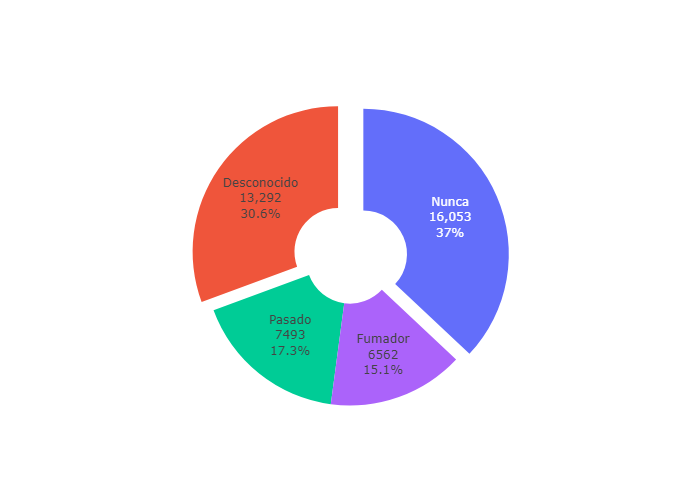 Desconocido
13,292
30.6%
Nunca
16,053
37%
Pasado
7493
17.3%
Fumador
6562
15.1%